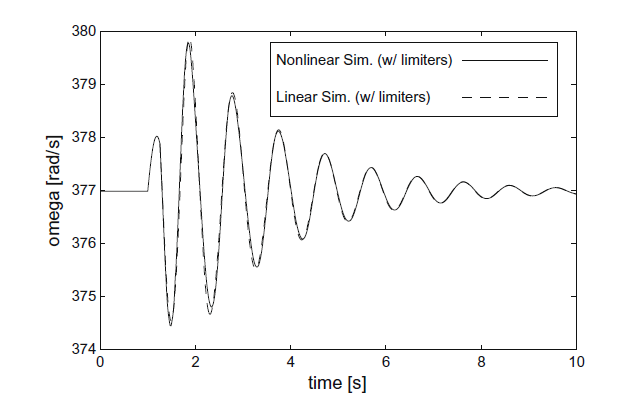 380
379
378
377
376
375
374
omega [rad/s]
Nonlinear Sim. (w/ limiters)
Linear Sim. (w/ limiters)
0 2 4 6 8 10
time [s]